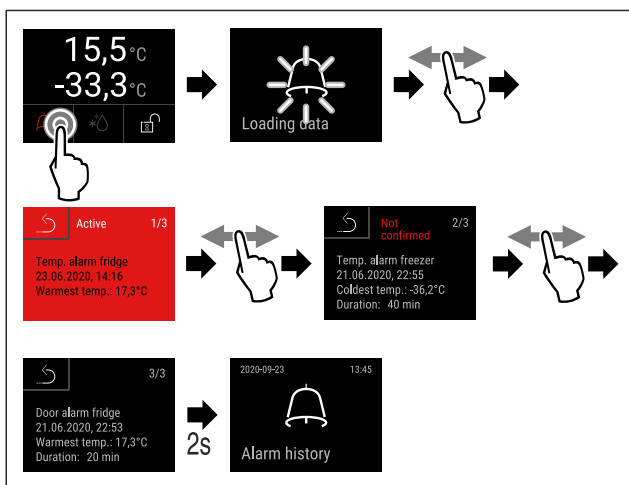 15,5°C
-33,3°C
Loading data
Active 1/3
Temp. alarm fridge
23.06.2020, 14:16
Warmest temp.: 17,3°C
Not 2/3
confirmed
Temp. alarm freezer
21.06.2020, 22:55
Coldest temp.: -36,2°C
Duration: 40 min
3/3
Door alarm fridge
21.06.2020, 22:53
Warmest temp.: 17,3°C
Duration: 20 min
2s
2020-09-23 13:45
Alarm history